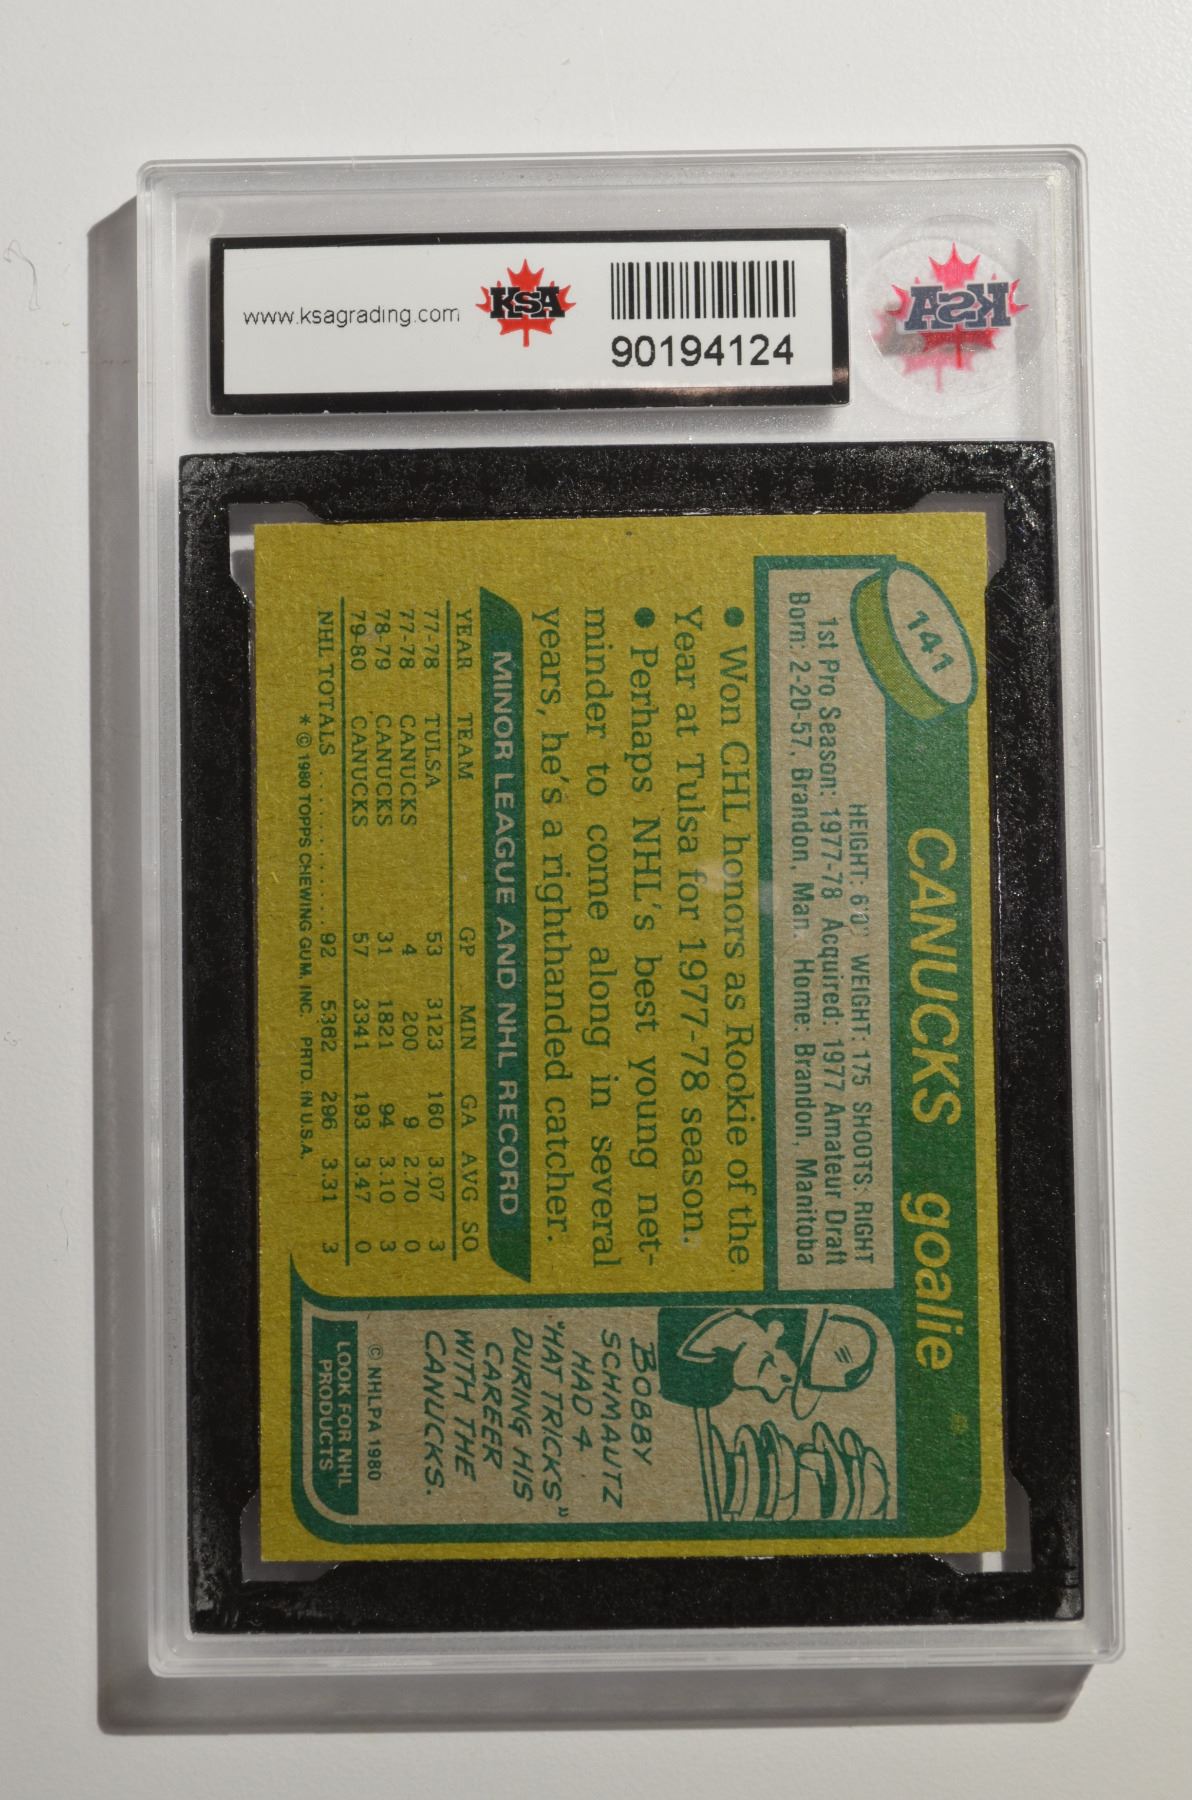 www.ksagrading.com
KSA
90194124
KSA
141
CANUCKS goalie
HEIGHT: 6'0" WEIGHT: 175 SHOOTS: RIGHT
1st Pro Season: 1977-78 Acquired: 1977 Amateur Draft
Born: 2-20-57, Brandon, Man. Home: Brandon, Manitoba
● Won CHL honors as Rookie of the
Year at Tulsa for 1977-78 season.
● Perhaps NHL's best young net-
minder to come along in several
years, he's a righthanded catcher.
MINOR LEAGUE AND NHL RECORD
YEAR TEAM GP MIN GA AVG SO
77-78 TULSA 53 3123 160 3.07 3
77-78 CANUCKS 4 200 9 2.70 0
78-79 CANUCKS 31 1821 94 3.10 3
79-80 CANUCKS 57 3341 193 3.47 0
NHL TOTALS .......... 92 5362 296 3.31 3
* © 1980 TOPPS CHEWING GUM, INC. PRTD. IN U.S.A.
BOBBY
SCHMAUTZ
HAD 4
"HAT TRICKS"
DURING HIS
CAREER
WITH THE
CANUCKS.
© NHLPA 1980
LOOK FOR NHL
PRODUCTS